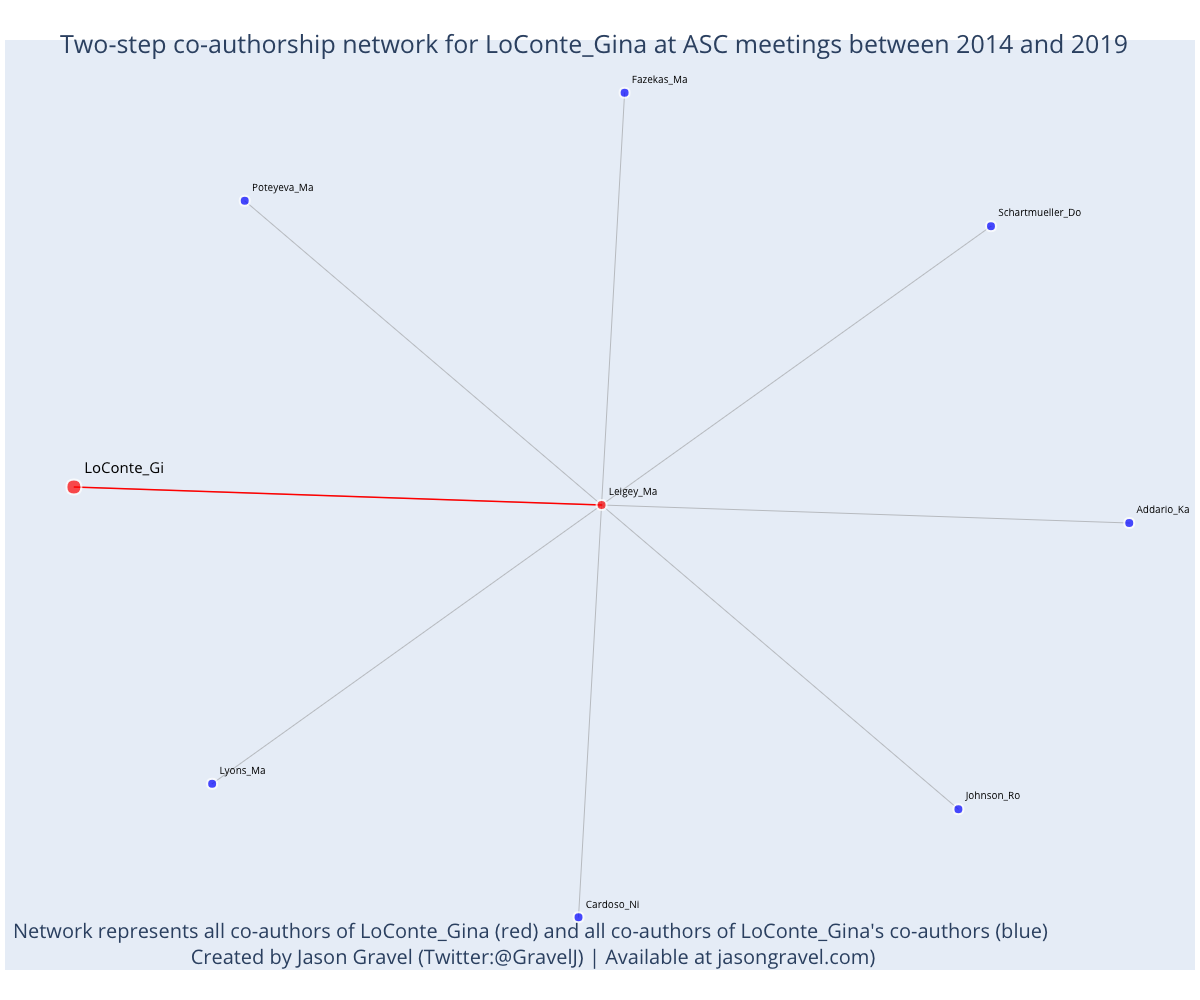 Two-step co-authorship network for LoConte_Gina at ASC meetings between 2014 and 2019
Fazekas_Ma
Poteyeva_Ma
Schartmueller_Do
LoConte_Gi
Leigey_Ma
Addario_Ka
Lyons_Ma
Johnson_Ro
Cardoso_Ni
Network represents all co-authors of LoConte_Gina (red) and all co-authors of LoConte_Gina's co-authors (blue)
Created by Jason Gravel (Twitter:@GravelJ) | Available at jasongravel.com)